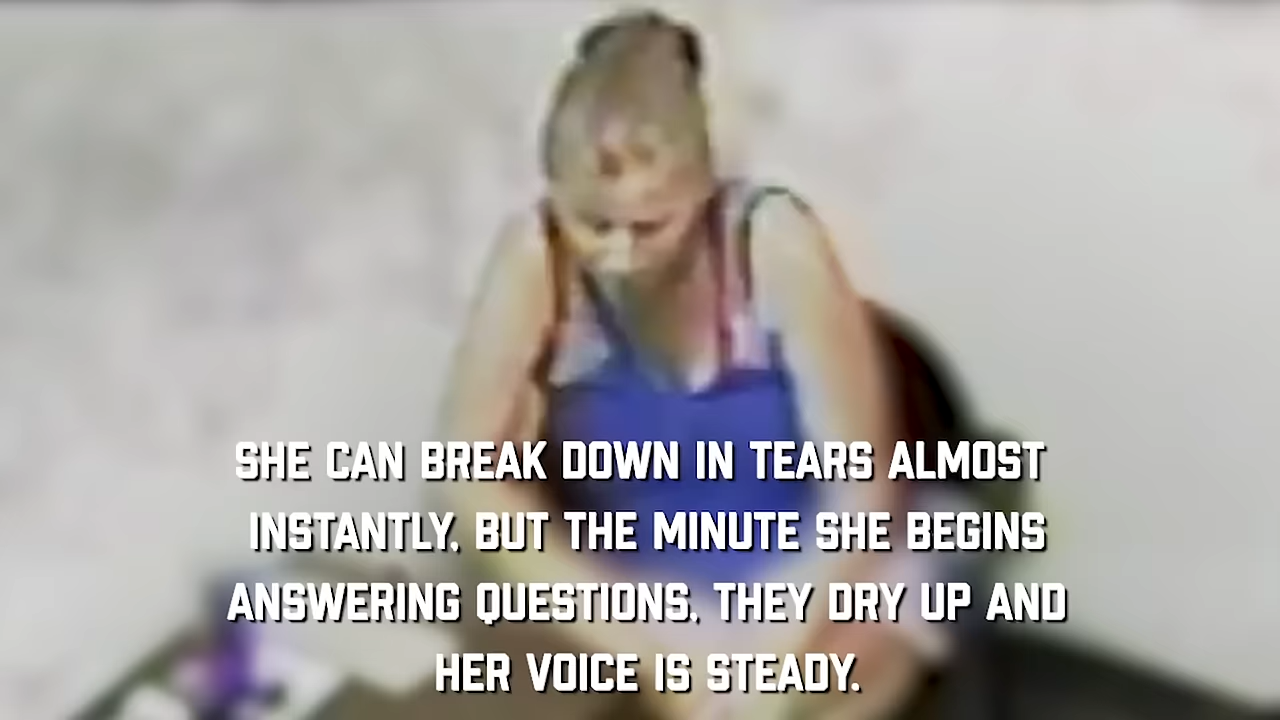 SHE CAN BREAK DOWN IN TEARS ALMOST
INSTANTLY, BUT THE MINUTE SHE BEGINS
ANSWERING QUESTIONS, THEY DRY UP AND
HER VOICE IS STEADY.